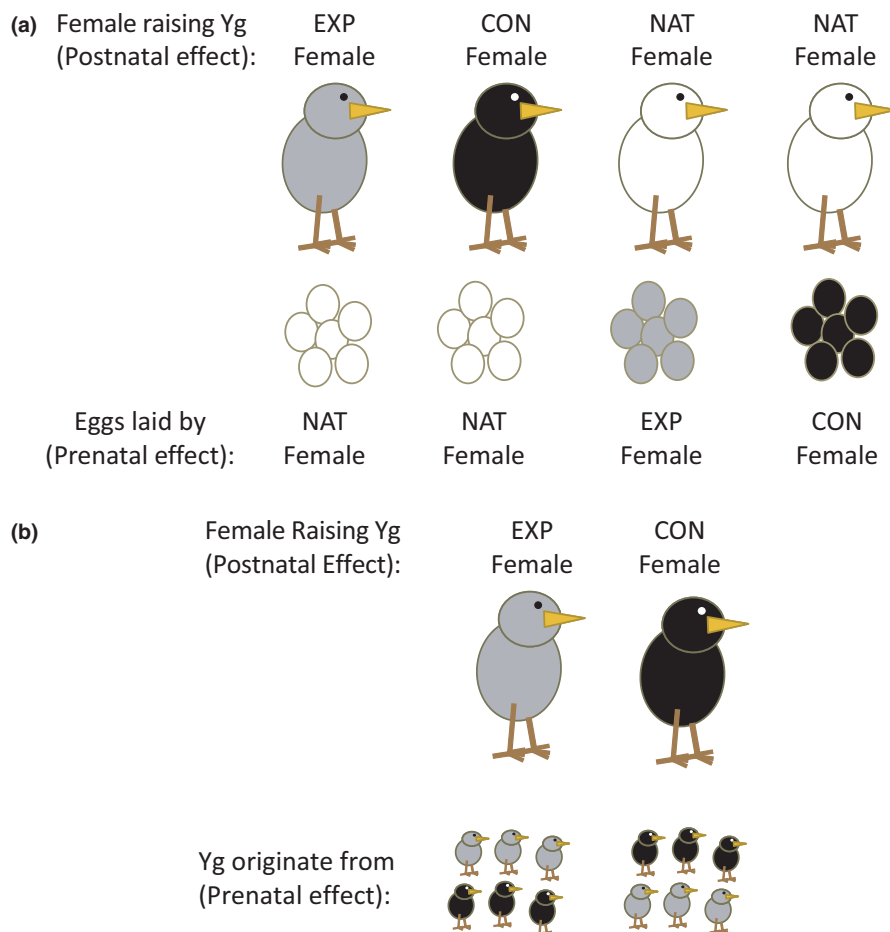 (a) Female raising Yg EXP CON NAT NAT
(Postnatal effect): Female Female Female Female
Eggs laid by NAT NAT EXP CON
(Prenatal effect): Female Female Female Female
(b) Female Raising Yg EXP CON
(Postnatal Effect): Female Female
Yg originate from
(Prenatal effect):